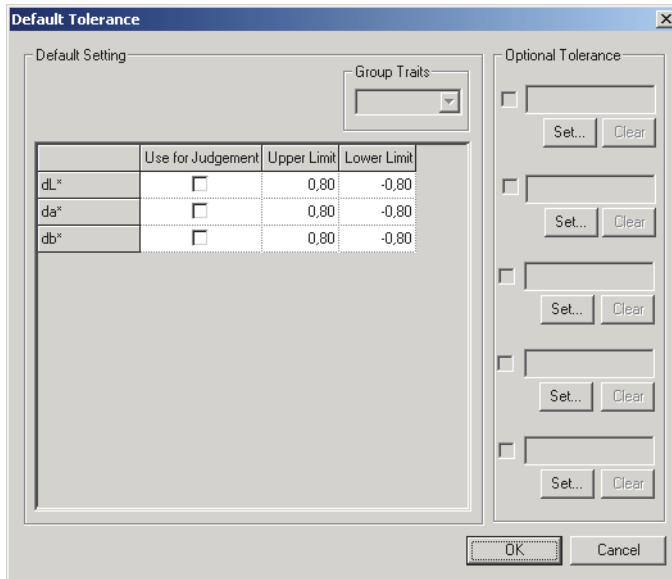 Default Tolerance
Default Setting
Group Traits
Use for Judgement Upper Limit Lower Limit
dL* 0,80 -0,80
da* 0,80 -0,80
db* 0,80 -0,80
Optional Tolerance
Set... Clear
Set... Clear
Set... Clear
Set... Clear
Set... Clear
OK Cancel